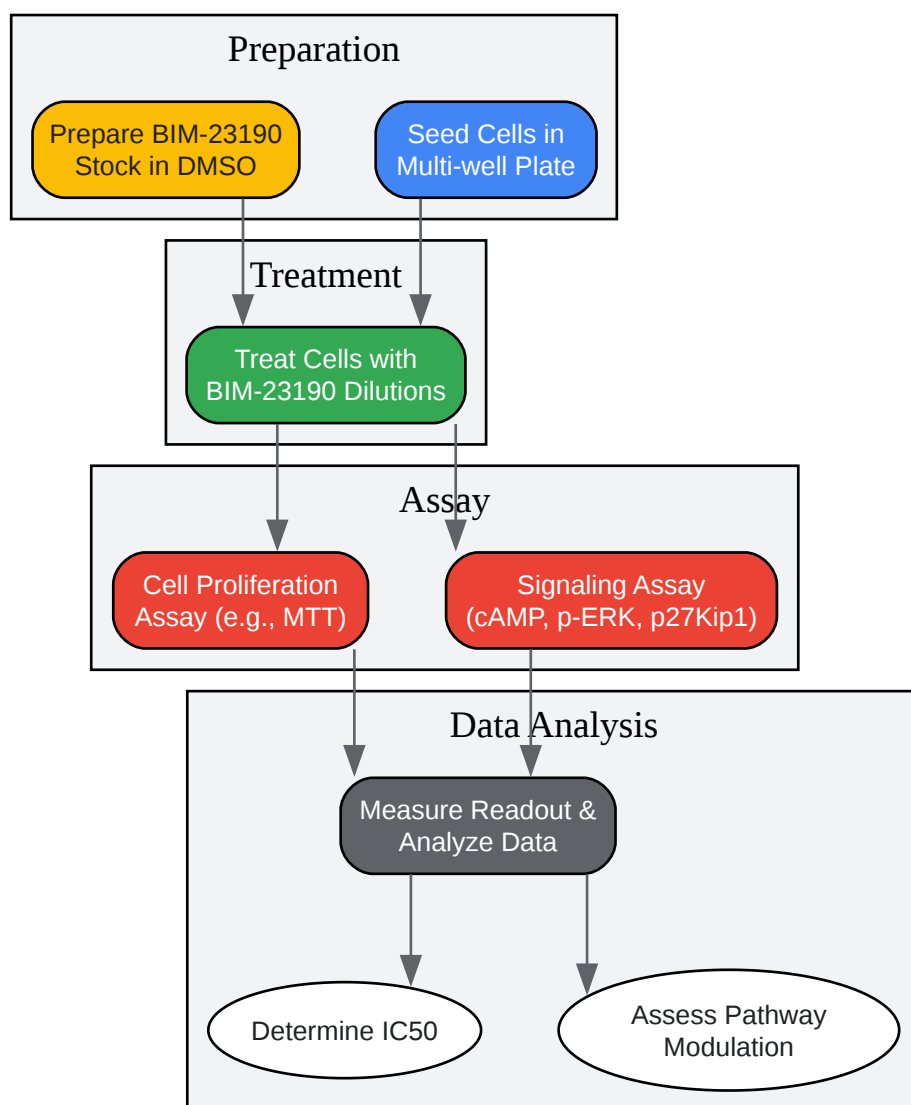 Preparation
Prepare BIM-23190
Stock in DMSO
Seed Cells in
Multi-well Plate
Treatment
Treat Cells with
BIM-23190 Dilutions
Assay
Cell Proliferation
Assay (e.g., MTT)
Signaling Assay
(cAMP, p-ERK, p27Kip1)
Data Analysis
Measure Readout &
Analyze Data
Determine IC50
Assess Pathway
Modulation